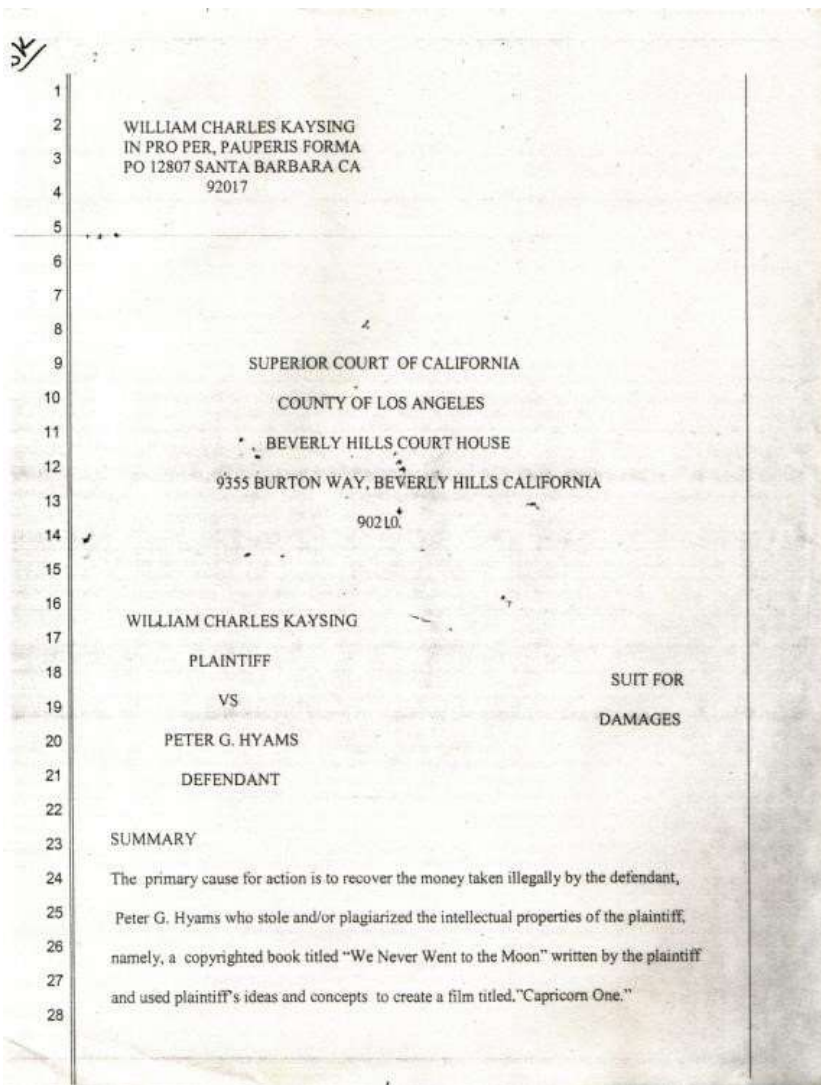 SK
1
2 WILLIAM CHARLES KAYSING
IN PRO PER, PAUPERIS FORMA
3 PO 12807 SANTA BARBARA CA
92017
4
5
6
7
8
9 SUPERIOR COURT OF CALIFORNIA
10 COUNTY OF LOS ANGELES
11 BEVERLY HILLS COURT HOUSE
12 9355 BURTON WAY, BEVERLY HILLS CALIFORNIA
13
90210.
14
15
16
WILLIAM CHARLES KAYSING
17
PLAINTIFF
18 SUIT FOR
19 VS
DAMAGES
20 PETER G. HYAMS
21 DEFENDANT
22
23 SUMMARY
24 The primary cause for action is to recover the money taken illegally by the defendant,
25 Peter G. Hyams who stole and/or plagiarized the intellectual properties of the plaintiff,
26 namely, a copyrighted book titled “We Never Went to the Moon” written by the plaintiff
27 and used plaintiff's ideas and concepts to create a film titled,"Capricorn One."
28